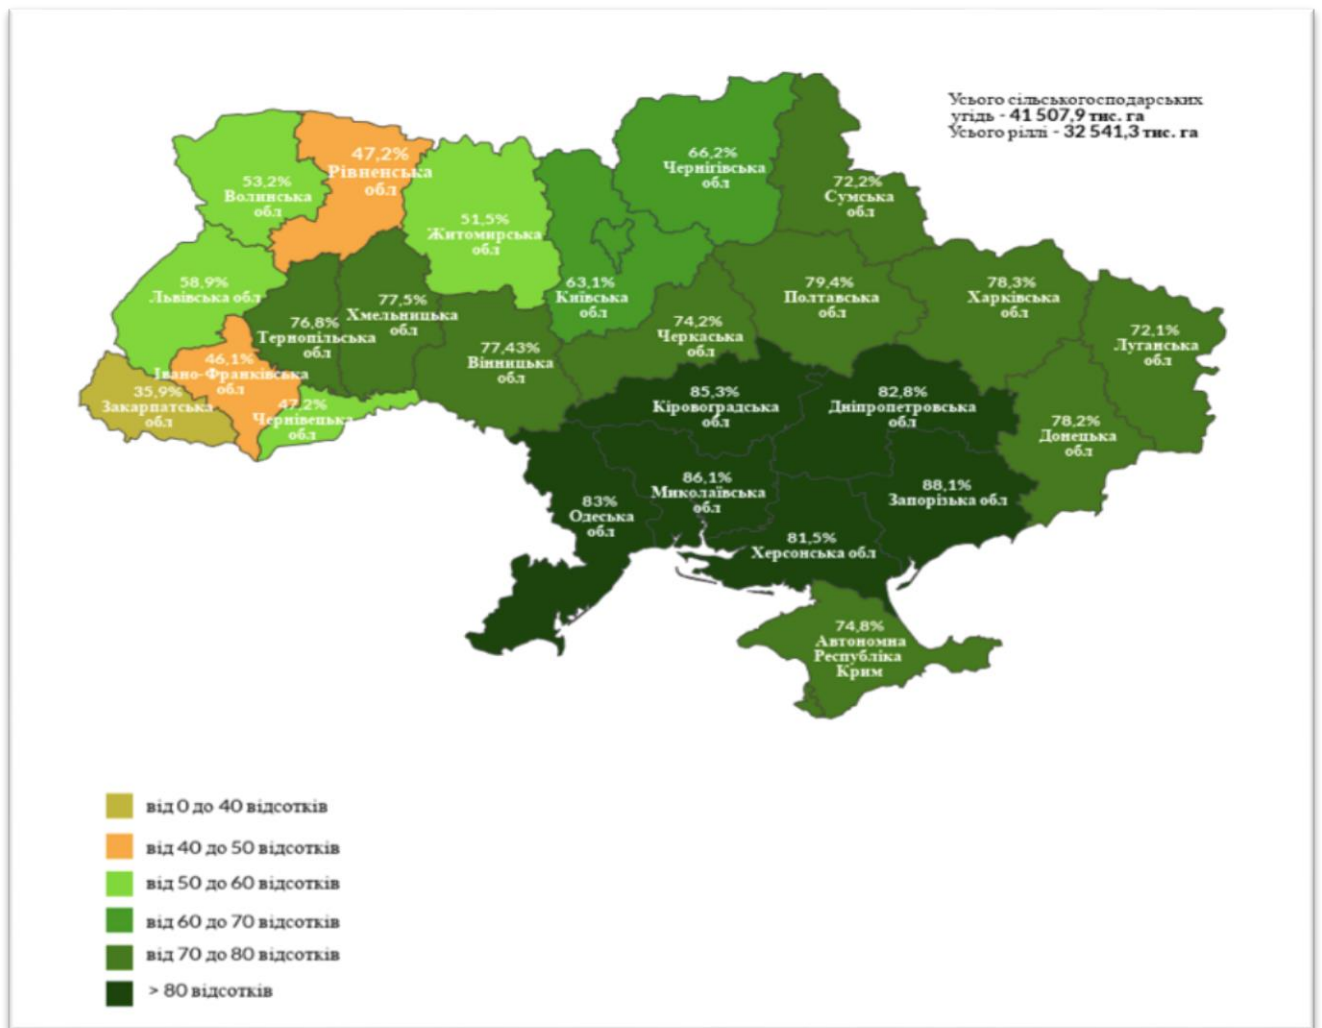 Усього сільськогосподарських
угідь - 41 507,9 тис. га
Усього ріллі - 32 541,3 тис. га
66,2%
Чернігівська
обл
47,2%
Рівненська
обл
53,2%
Волинська
обл
72,2%
Сумська
обл
51,5%
Житомирська
обл
58,9%
Львівська обл
63,1%
Київська
обл
79,4%
Полтавська
обл
78,3%
Харківська
обл
77,5%
Хмельницька
обл
76,8%
Тернопільська
обл
74,2%
Черкаська
обл
72,1%
Луганська
обл
77,43%
Вінницька
обл
46,1%
Івано-Франківська
обл
35,9%
Закарпатська
обл
47,2%
Чернівецька
обл
85,3%
Кіровоградська
обл
82,8%
Дніпропетровська
обл
78,2%
Донецька
обл
86,1%
Миколаївська
обл
88,1%
Запорізька обл
83%
Одеська
обл
81,5%
Херсонська обл
74,8%
Автономна
Республіка
Крим
від 0 до 40 відсотків
від 40 до 50 відсотків
від 50 до 60 відсотків
від 60 до 70 відсотків
від 70 до 80 відсотків
> 80 відсотків